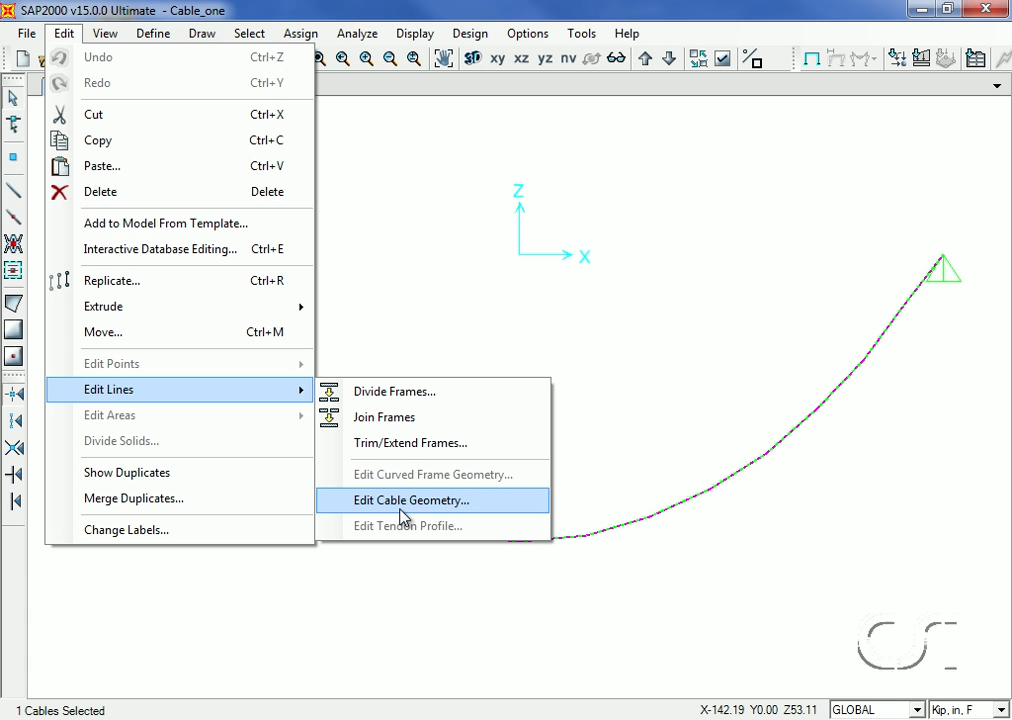 SAP2000 v15.0.0 Ultimate - Cable_one
File Edit View Define Draw Select Assign Analyze Display Design Options Tools Help
3D xy xz yz nv
Undo Ctrl+Z
Redo Ctrl+Y
Cut Ctrl+X
Copy Ctrl+C
Paste... Ctrl+V
Delete Delete
Add to Model From Template...
Interactive Database Editing... Ctrl+E
Replicate... Ctrl+R
Extrude
Move... Ctrl+M
Edit Points
Edit Lines
Edit Areas
Divide Solids...
Show Duplicates
Merge Duplicates...
Change Labels...
Divide Frames...
Join Frames
Trim/Extend Frames...
Edit Curved Frame Geometry...
Edit Cable Geometry...
Edit Tendon Profile...
Z
X
CSI
1 Cables Selected
X-142.19 Y0.00 Z53.11
GLOBAL
Kip, in, F